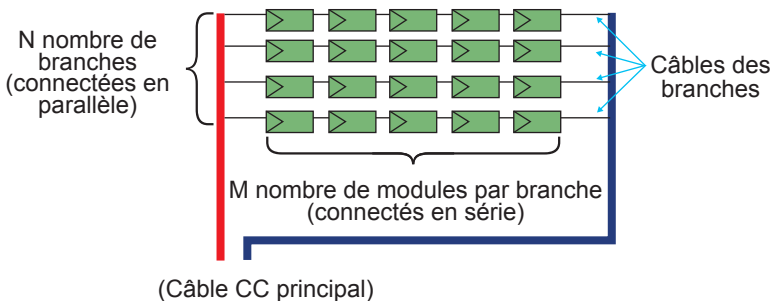 N nombre de
branches
(connectées en
parallèle)
Câbles des
branches
M nombre de modules par branche
(connectés en série)
(Câble CC principal)